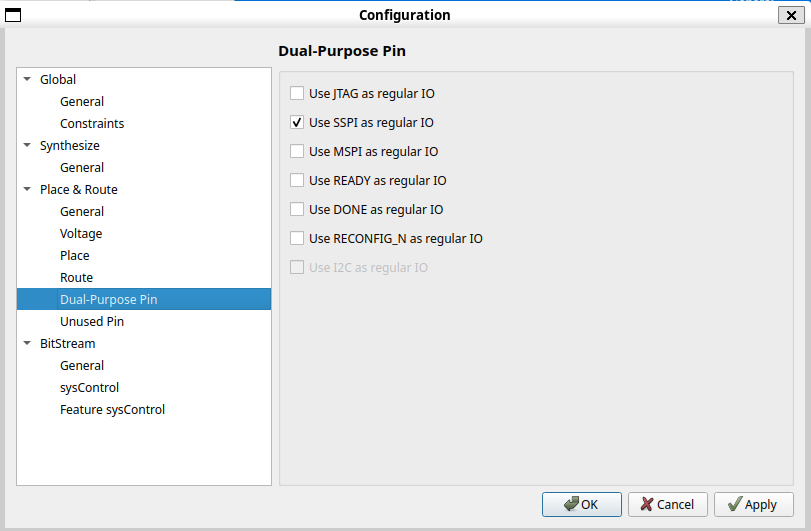 Configuration
Dual-Purpose Pin
Global
General
Constraints
Synthesize
General
Place & Route
General
Voltage
Place
Route
Dual-Purpose Pin
Unused Pin
BitStream
General
sysControl
Feature sysControl
Use JTAG as regular IO
Use SSPI as regular IO
Use MSPI as regular IO
Use READY as regular IO
Use DONE as regular IO
Use RECONFIG_N as regular IO
Use I2C as regular IO
OK
Cancel
Apply